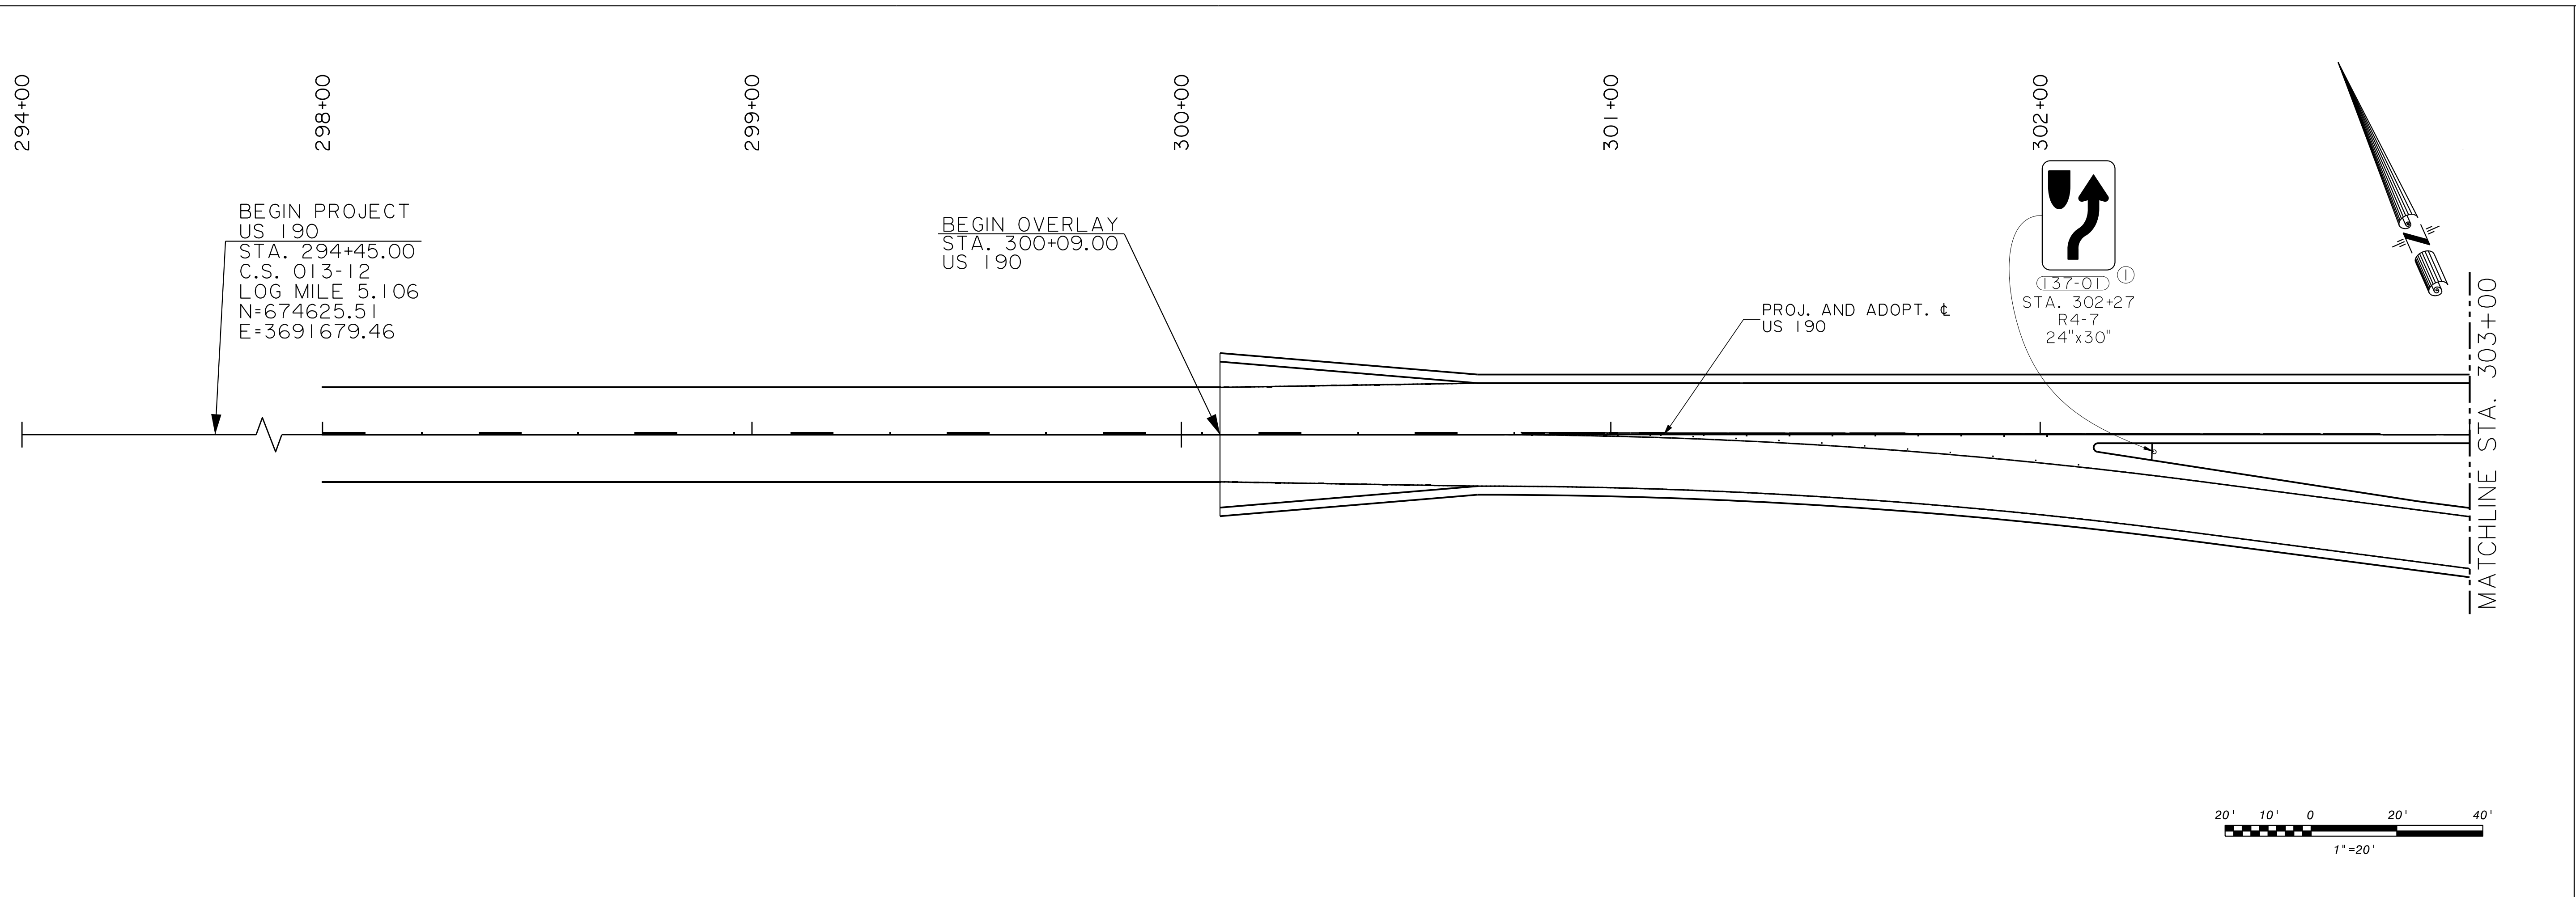 294+00
298+00
299+00
300+00
301+00
302+00
BEGIN PROJECT
US 190
STA. 294+45.00
C.S. 013-12
LOG MILE 5.106
N=674625.51
E=3691679.46
BEGIN OVERLAY
STA. 300+09.00
US 190
PROJ. AND ADOPT. ℄
US 190
137-01 1
STA. 302+27
R4-7
24"x30"
N
MATCHLINE STA. 303+00
20' 10' 0 20' 40'
1"=20'